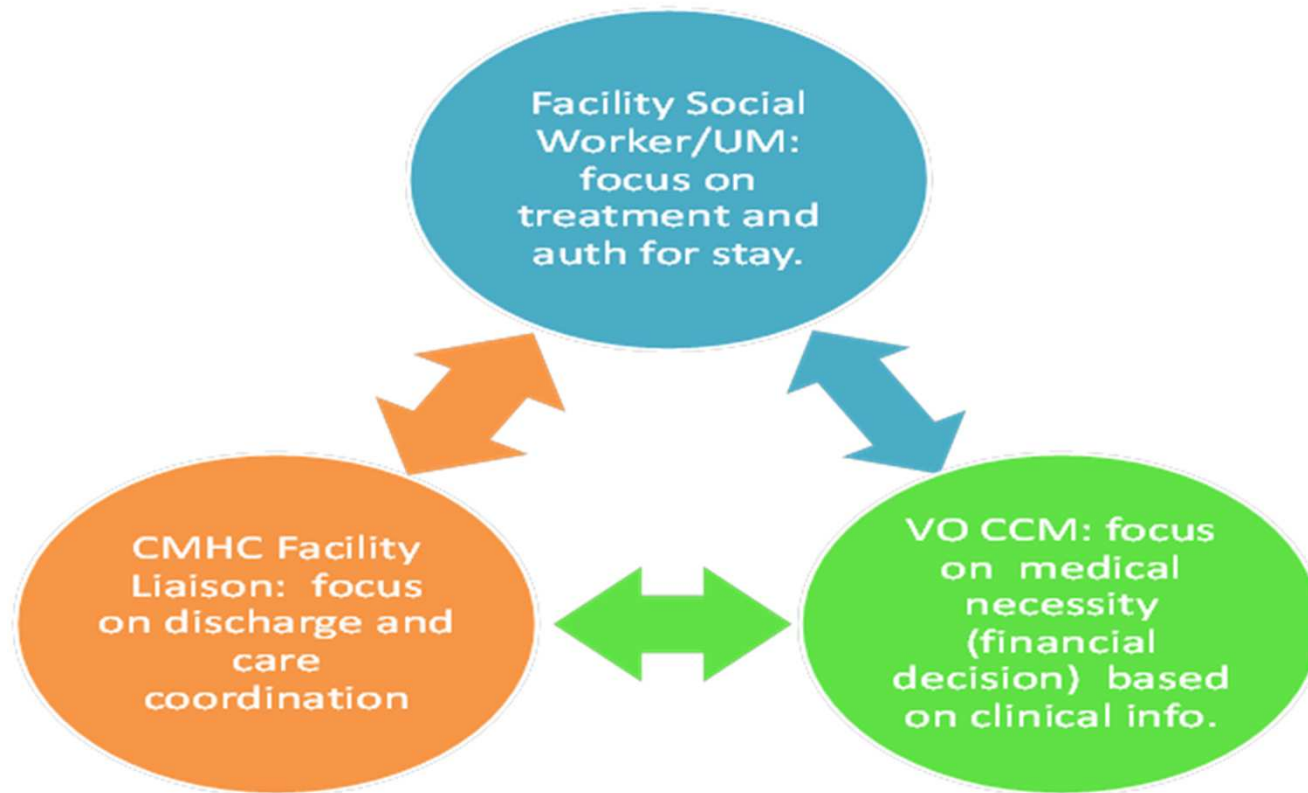 Facility Social
Worker/UM:
focus on
treatment and
auth for stay.
CMHC Facility
Liaison:  focus
on discharge and
care
coordination
VO CCM: focus
on  medical
necessity
(financial
decision)  based
on clinical info.